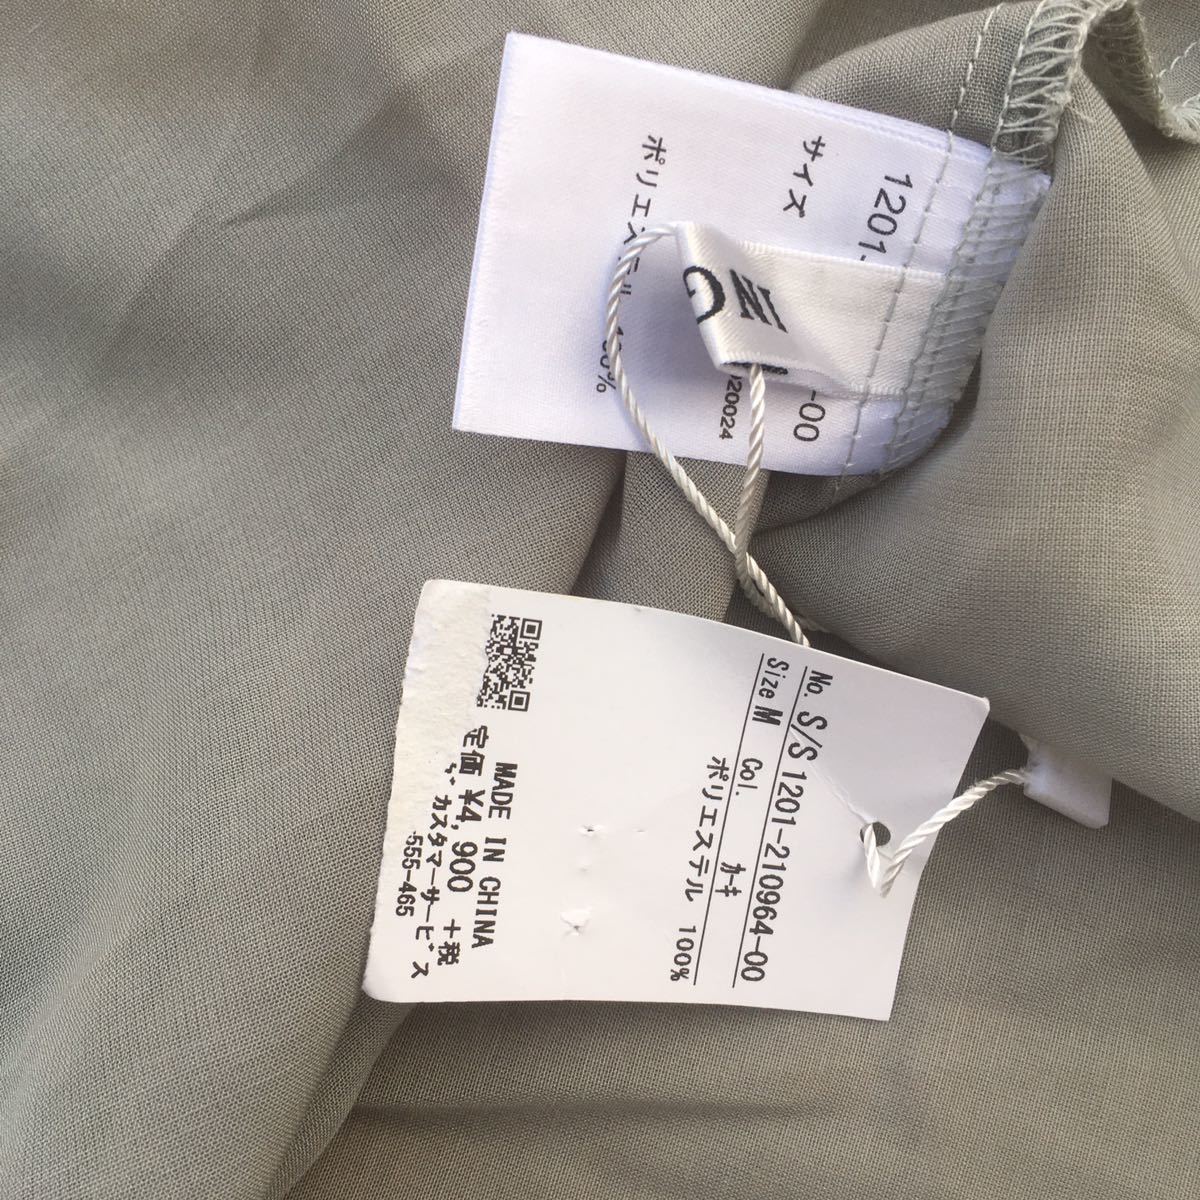 1201-
-00
サイズ
020024
ポリエステル 100%
No. S/S 1201-210964-00
Size M Col. カーキ
ポリエステル 100%
MADE IN CHINA
定価 ¥4,900 +税
カスタマーサービス
555-465